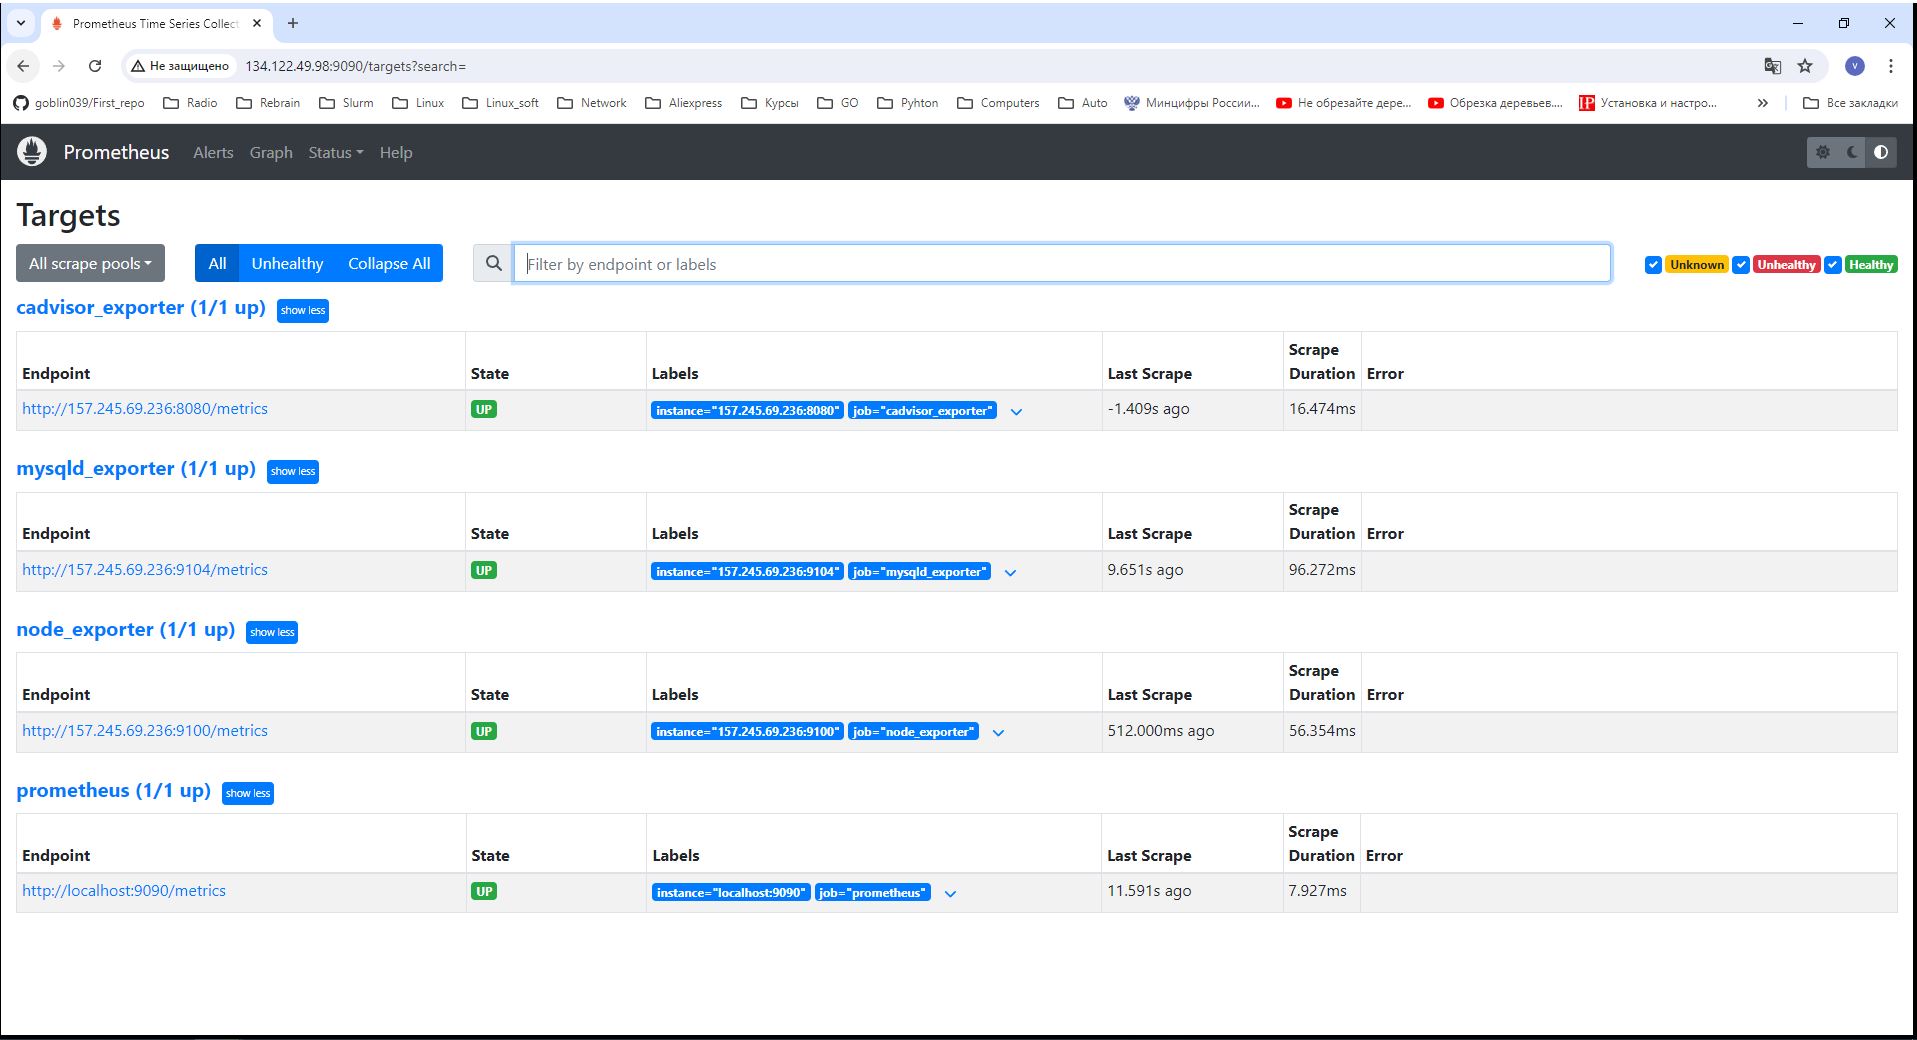 Prometheus Time Series Collect
Не защищено 134.122.49.98:9090/targets?search=
V
goblin039/First_repo Radio Rebrain Slurm Linux Linux_soft Network Aliexpress Курсы GO Pyhton Computers Auto Минцифры России... Не обрезайте дере... Обрезка деревьев.... Установка и настро... » Все закладки
Prometheus Alerts Graph Status Help
Targets
All scrape pools All Unhealthy Collapse All Filter by endpoint or labels Unknown Unhealthy Healthy
cadvisor_exporter (1/1 up) show less
Endpoint State Labels Last Scrape Scrape Duration Error
http://157.245.69.236:8080/metrics UP instance="157.245.69.236:8080" job="cadvisor_exporter" -1.409s ago 16.474ms
mysqld_exporter (1/1 up) show less
Endpoint State Labels Last Scrape Scrape Duration Error
http://157.245.69.236:9104/metrics UP instance="157.245.69.236:9104" job="mysqld_exporter" 9.651s ago 96.272ms
node_exporter (1/1 up) show less
Endpoint State Labels Last Scrape Scrape Duration Error
http://157.245.69.236:9100/metrics UP instance="157.245.69.236:9100" job="node_exporter" 512.000ms ago 56.354ms
prometheus (1/1 up) show less
Endpoint State Labels Last Scrape Scrape Duration Error
http://localhost:9090/metrics UP instance="localhost:9090" job="prometheus" 11.591s ago 7.927ms